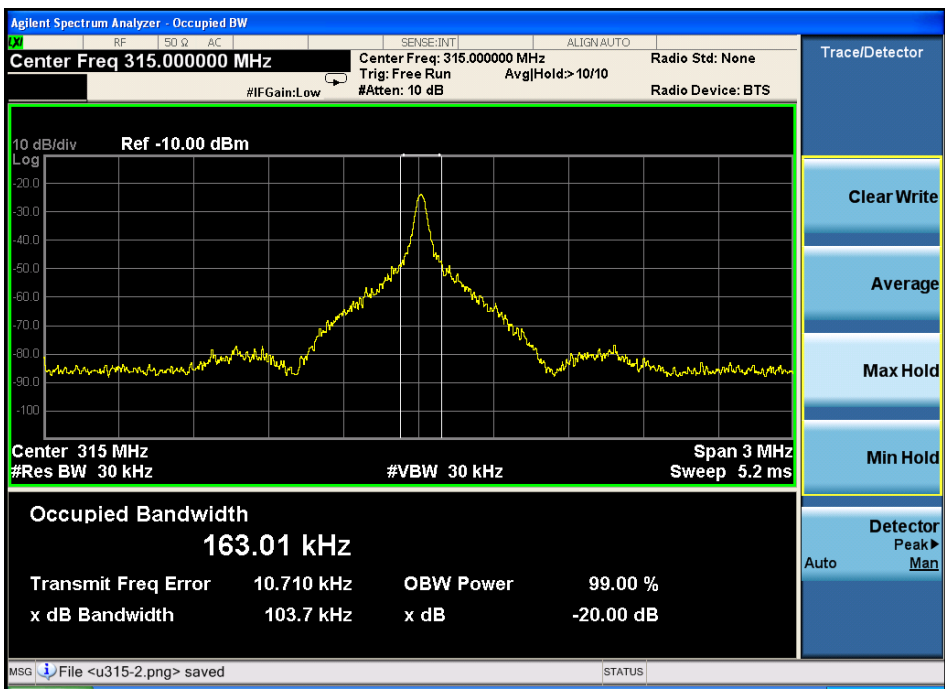 Agilent Spectrum Analyzer - Occupied BW
LXI RF 50 Ω AC SENSE:INT ALIGNAUTO
Center Freq 315.000000 MHz
Center Freq: 315.000000 MHz
Radio Std: None
Trig: Free Run Avg|Hold:>10/10
#IFGain:Low
#Atten: 10 dB
Radio Device: BTS
Trace/Detector
10 dB/div Ref -10.00 dBm
Log
-20.0
-30.0
-40.0
-50.0
-60.0
-70.0
-80.0
-90.0
-100
Center 315 MHz Span 3 MHz
#Res BW 30 kHz #VBW 30 kHz Sweep 5.2 ms
Clear Write
Average
Max Hold
Min Hold
Detector
Peak▶
Auto Man
Occupied Bandwidth
163.01 kHz
Transmit Freq Error 10.710 kHz OBW Power 99.00 %
x dB Bandwidth 103.7 kHz x dB -20.00 dB
MSG File <u315-2.png> saved STATUS